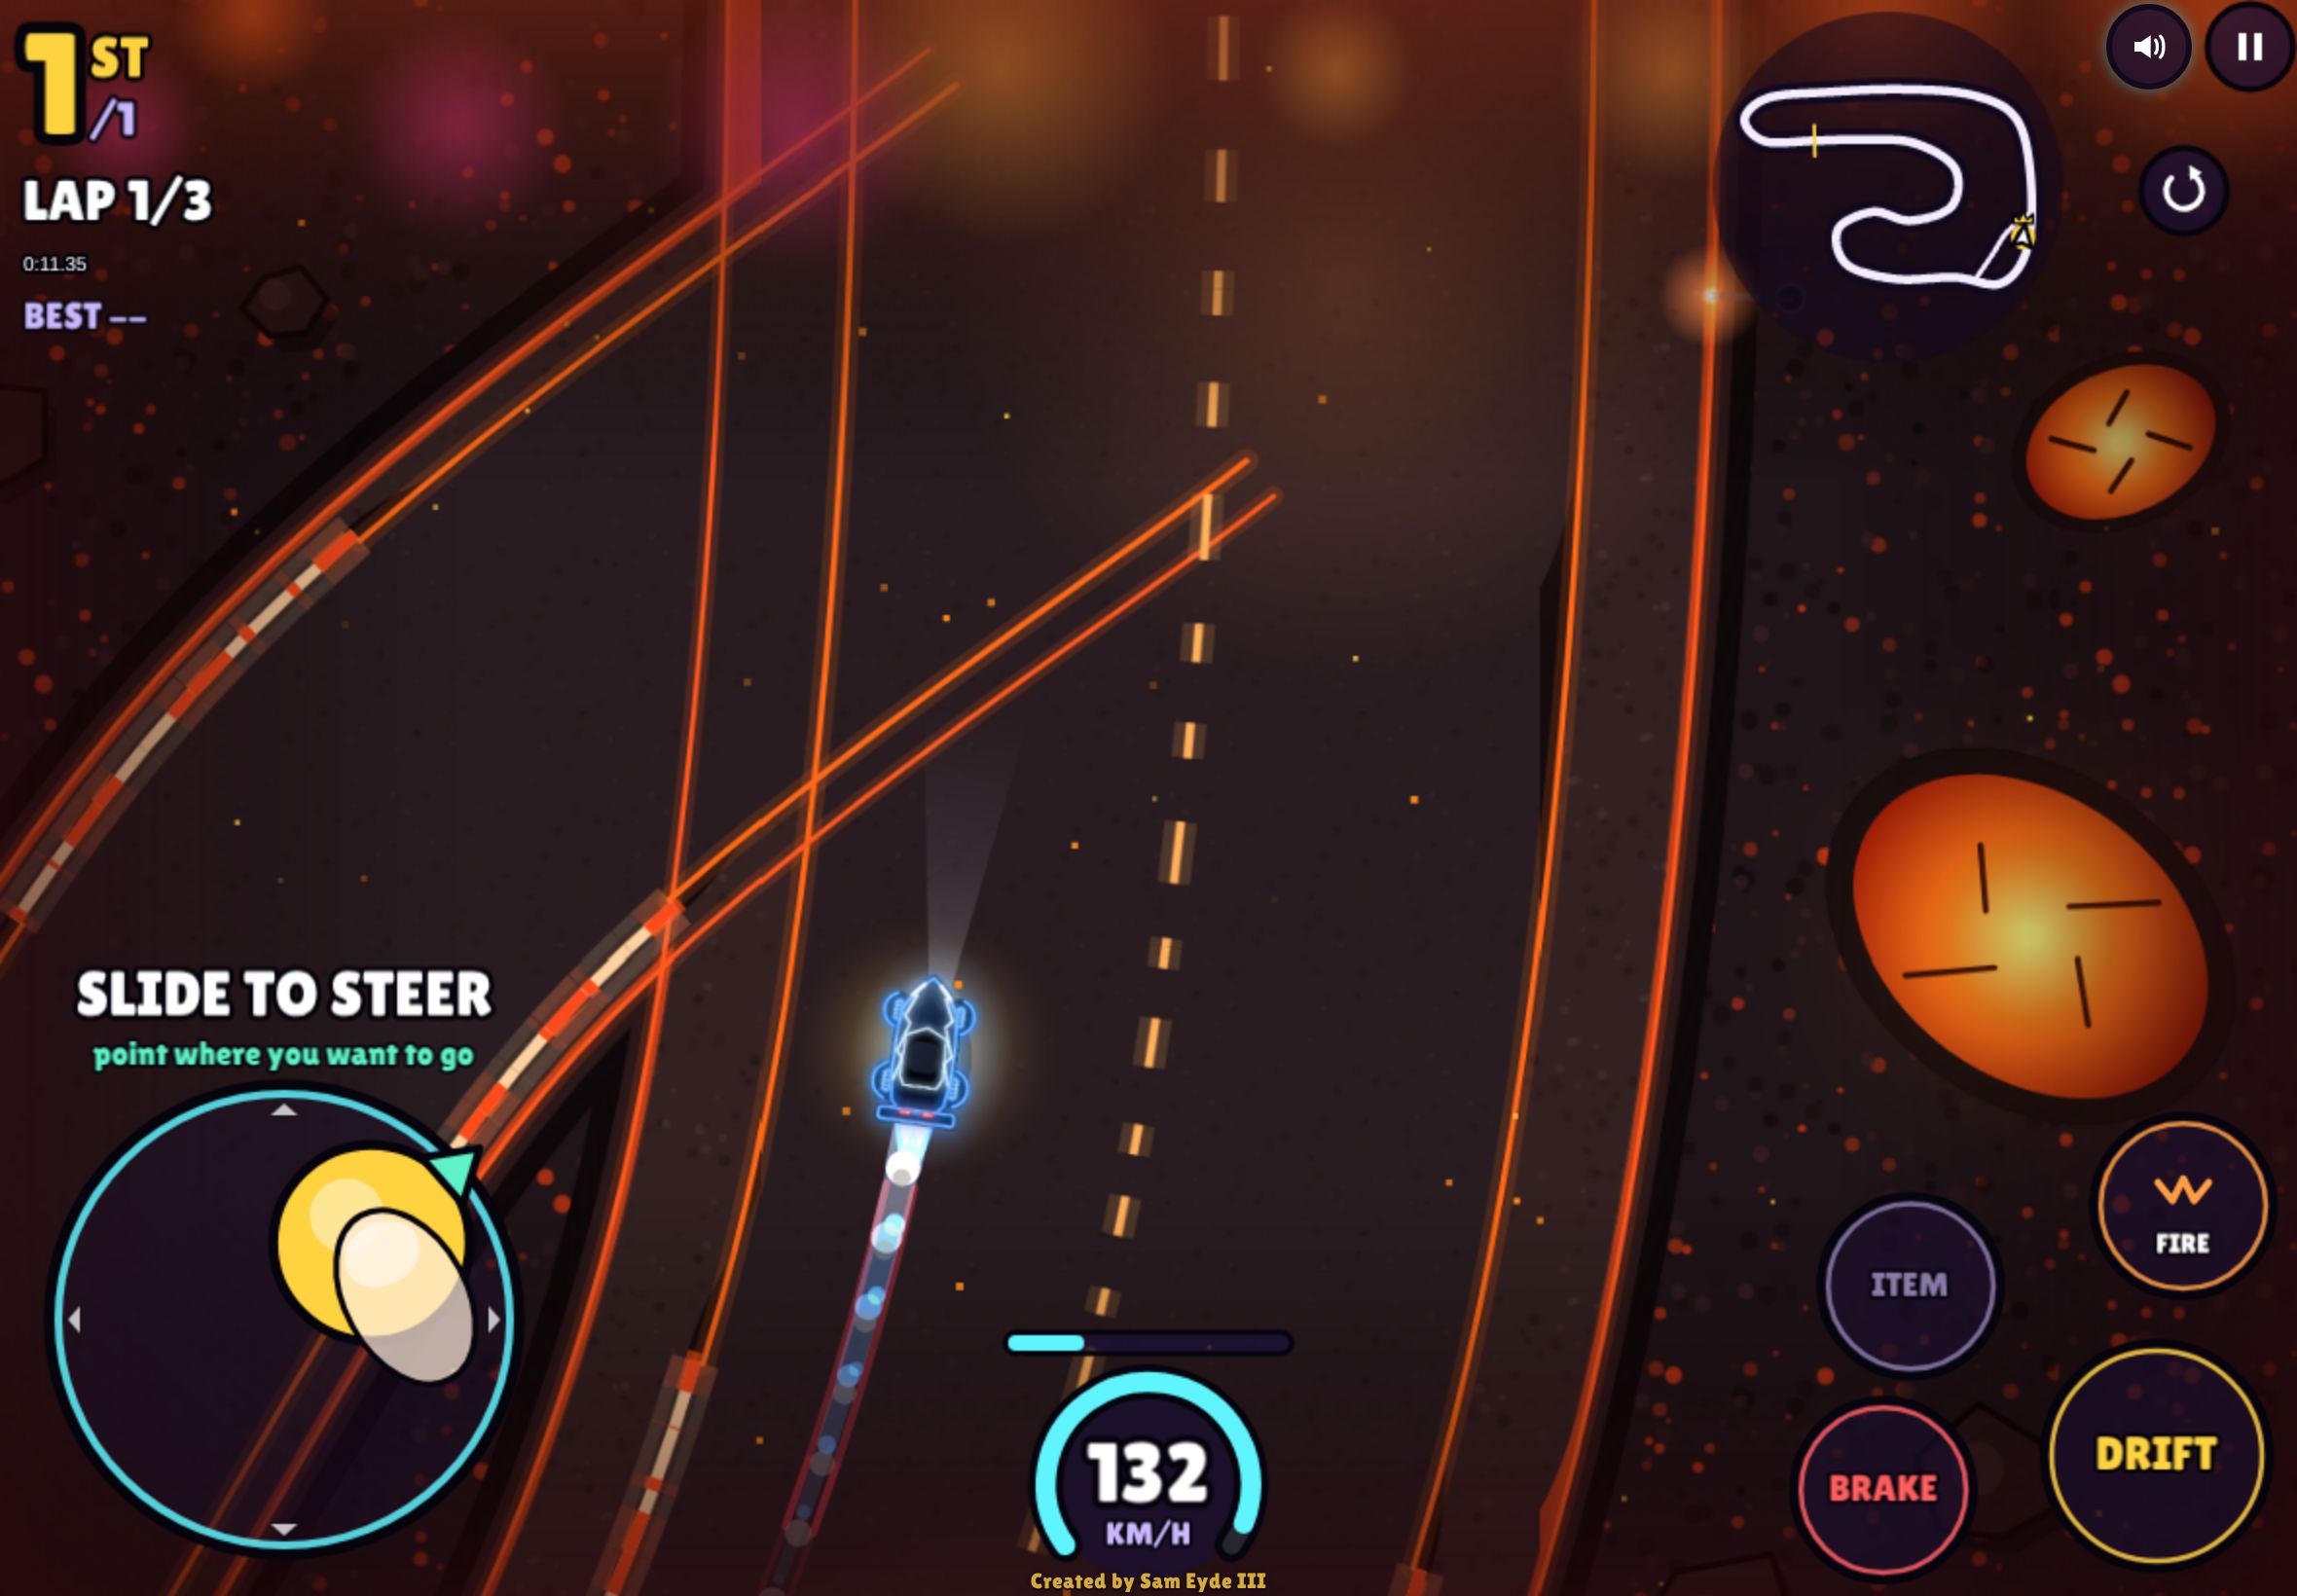 1ST
/1
LAP 1/3
0:11.35
BEST --
SLIDE TO STEER
point where you want to go
FIRE
ITEM
DRIFT
BRAKE
132
KM/H
Created by Sam Eyde III